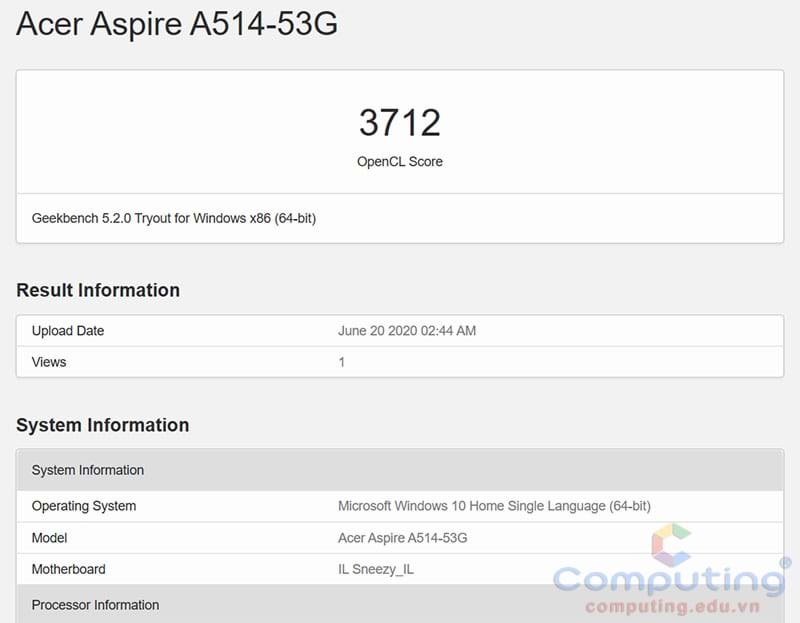 Acer Aspire A514-53G
3712
OpenCL Score
Geekbench 5.2.0 Tryout for Windows x86 (64-bit)
Result Information
Upload Date June 20 2020 02:44 AM
Views 1
System Information
System Information
Operating System Microsoft Windows 10 Home Single Language (64-bit)
Model Acer Aspire A514-53G
Motherboard IL Sneezy_IL
Processor Information
Computing®
computing.edu.vn